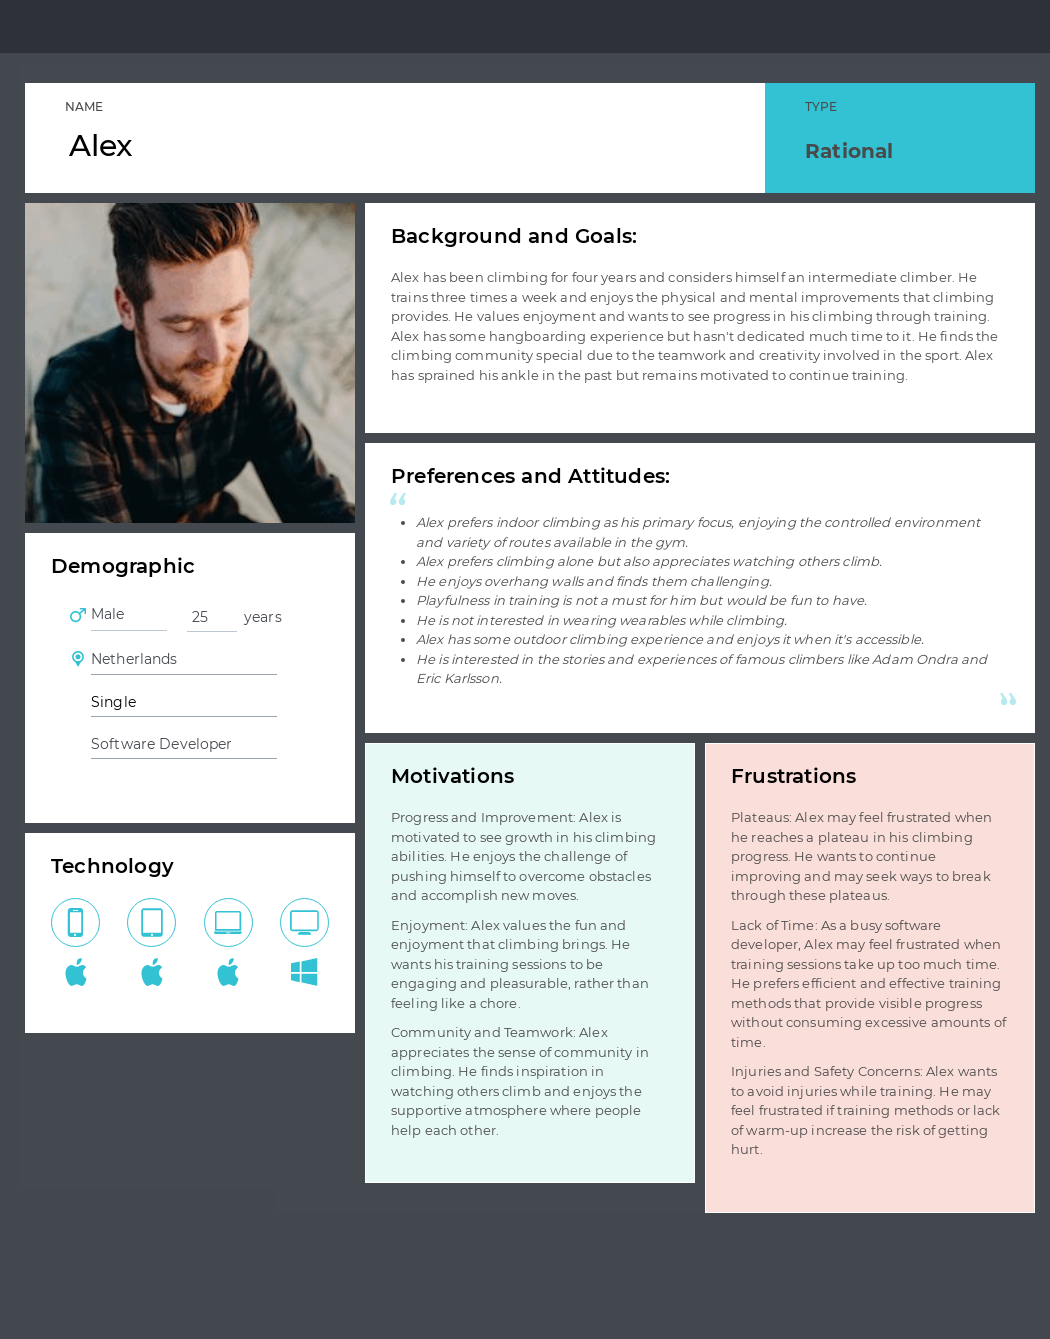 NAME
Alex
TYPE
Rational
Background and Goals:
Alex has been climbing for four years and considers himself an intermediate climber. He
trains three times a week and enjoys the physical and mental improvements that climbing
provides. He values enjoyment and wants to see progress in his climbing through training.
Alex has some hangboarding experience but hasn't dedicated much time to it. He finds the
climbing community special due to the teamwork and creativity involved in the sport. Alex
has sprained his ankle in the past but remains motivated to continue training.
Preferences and Attitudes:
“
• Alex prefers indoor climbing as his primary focus, enjoying the controlled environment
and variety of routes available in the gym.
• Alex prefers climbing alone but also appreciates watching others climb.
• He enjoys overhang walls and finds them challenging.
• Playfulness in training is not a must for him but would be fun to have.
• He is not interested in wearing wearables while climbing.
• Alex has some outdoor climbing experience and enjoys it when it's accessible.
• He is interested in the stories and experiences of famous climbers like Adam Ondra and
Eric Karlsson.
”
Demographic
Male 25 years
Netherlands
Single
Software Developer
Technology
Motivations
Progress and Improvement: Alex is
motivated to see growth in his climbing
abilities. He enjoys the challenge of
pushing himself to overcome obstacles
and accomplish new moves.
Enjoyment: Alex values the fun and
enjoyment that climbing brings. He
wants his training sessions to be
engaging and pleasurable, rather than
feeling like a chore.
Community and Teamwork: Alex
appreciates the sense of community in
climbing. He finds inspiration in
watching others climb and enjoys the
supportive atmosphere where people
help each other.
Frustrations
Plateaus: Alex may feel frustrated when
he reaches a plateau in his climbing
progress. He wants to continue
improving and may seek ways to break
through these plateaus.
Lack of Time: As a busy software
developer, Alex may feel frustrated when
training sessions take up too much time.
He prefers efficient and effective training
methods that provide visible progress
without consuming excessive amounts of
time.
Injuries and Safety Concerns: Alex wants
to avoid injuries while training. He may
feel frustrated if training methods or lack
of warm-up increase the risk of getting
hurt.